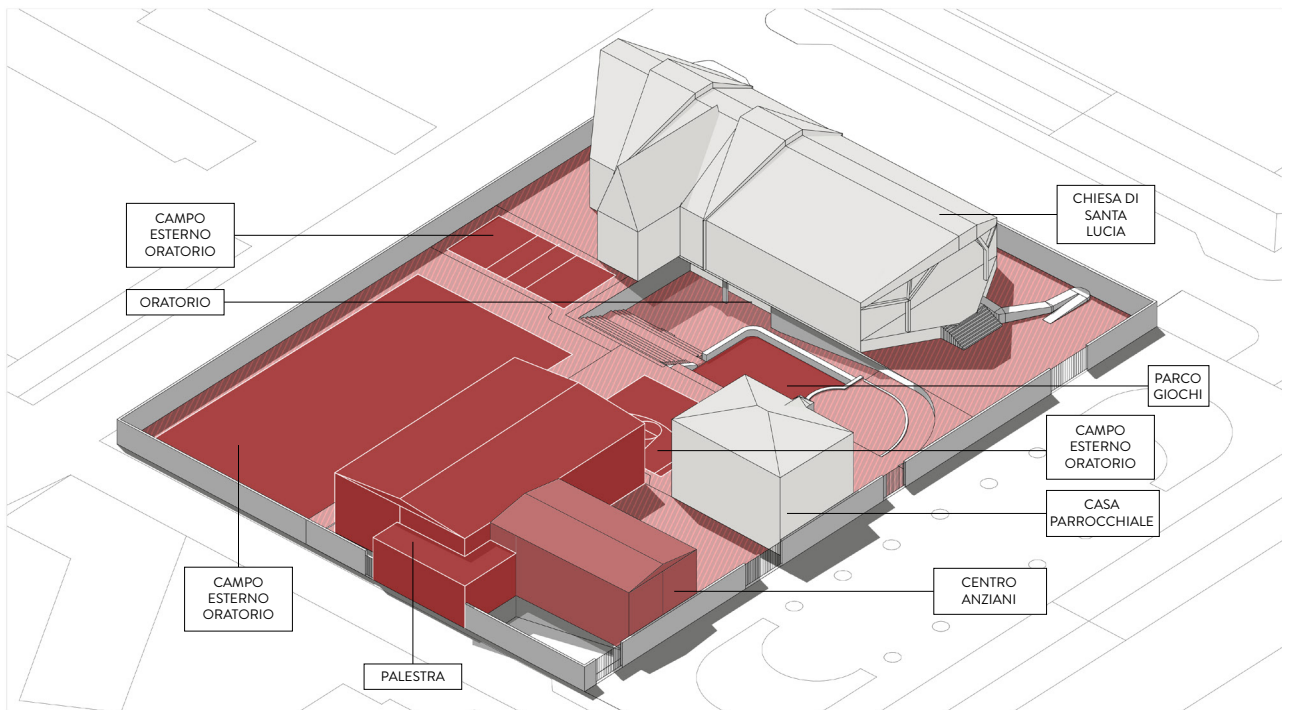 CHIESA DI
SANTA
LUCIA
CAMPO
ESTERNO
ORATORIO
ORATORIO
PARCO
GIOCHI
CAMPO
ESTERNO
ORATORIO
CASA
PARROCCHIALE
CAMPO
ESTERNO
ORATORIO
CENTRO
ANZIANI
PALESTRA